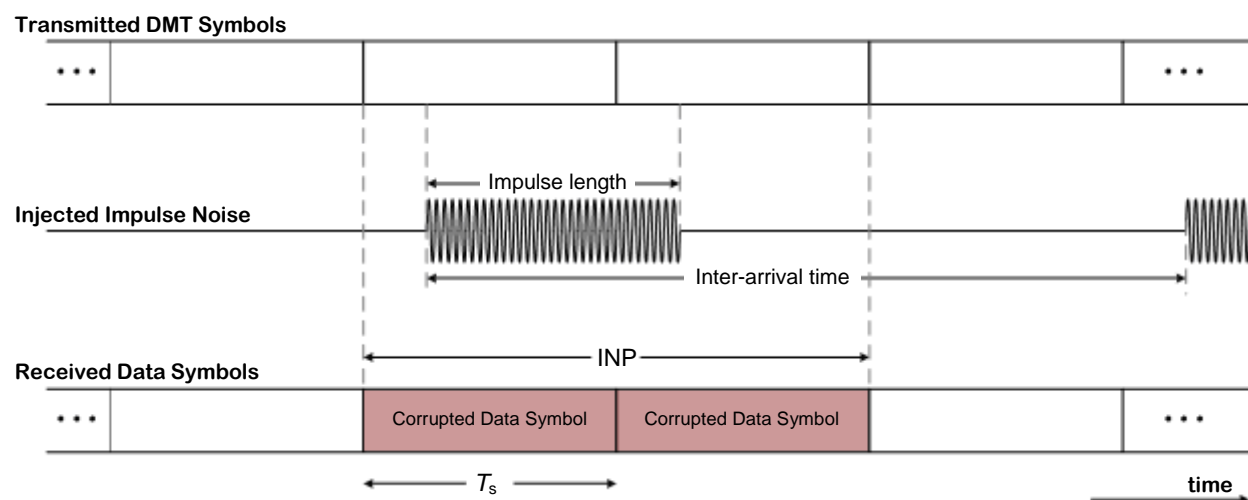 Transmitted DMT Symbols
• • •
• • •
Impulse length
Injected Impulse Noise
Inter-arrival time
INP
Received Data Symbols
• • •
Corrupted Data Symbol
Corrupted Data Symbol
• • •
Ts
time